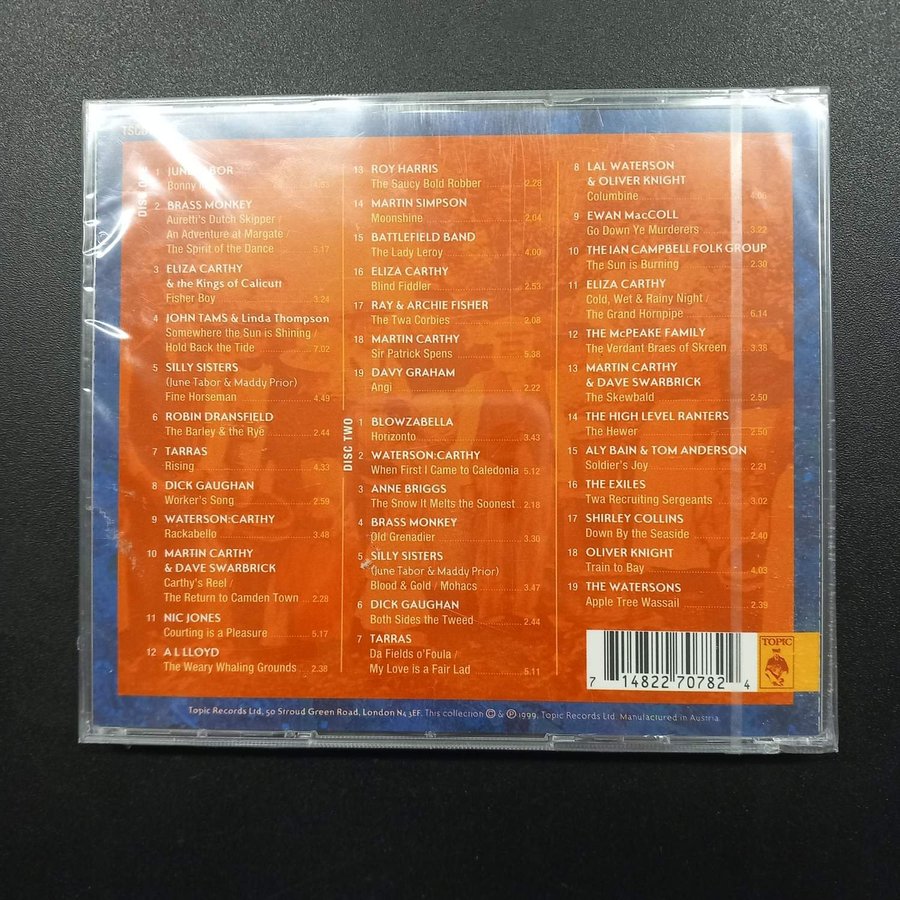 TSCD
DISC ONE
1 JUNE TABOR
Bonny 4.53
2 BRASS MONKEY
Auretti's Dutch Skipper /
An Adventure at Margate /
The Spirit of the Dance 5.17
3 ELIZA CARTHY
& the Kings of Calicutt
Fisher Boy 3.24
4 JOHN TAMS & Linda Thompson
Somewhere the Sun is Shining /
Hold Back the Tide 7.02
5 SILLY SISTERS
(June Tabor & Maddy Prior)
Fine Horseman 4.49
6 ROBIN DRANSFIELD
The Barley & the Rye 2.44
7 TARRAS
Rising 4.33
8 DICK GAUGHAN
Worker's Song 2.59
9 WATERSON:CARTHY
Rackabello 3.48
10 MARTIN CARTHY
& DAVE SWARBRICK
Carthy's Reel /
The Return to Camden Town 2.28
11 NIC JONES
Courting is a Pleasure 5.17
12 A L LLOYD
The Weary Whaling Grounds 2.38
13 ROY HARRIS
The Saucy Bold Robber 2.28
14 MARTIN SIMPSON
Moonshine 2.04
15 BATTLEFIELD BAND
The Lady Leroy 4.00
16 ELIZA CARTHY
Blind Fiddler 2.53
17 RAY & ARCHIE FISHER
The Twa Corbies 2.08
18 MARTIN CARTHY
Sir Patrick Spens 5.38
19 DAVY GRAHAM
Angi 2.22
DISC TWO
1 BLOWZABELLA
Horizonto 3.43
2 WATERSON:CARTHY
When First I Came to Caledonia 5.12
3 ANNE BRIGGS
The Snow It Melts the Soonest 2.18
4 BRASS MONKEY
Old Grenadier 3.30
5 SILLY SISTERS
(June Tabor & Maddy Prior)
Blood & Gold / Mohacs 3.47
6 DICK GAUGHAN
Both Sides the Tweed 2.44
7 TARRAS
Da Fields o'Foula /
My Love is a Fair Lad 5.11
8 LAL WATERSON
& OLIVER KNIGHT
Columbine 4.06
9 EWAN MacCOLL
Go Down Ye Murderers 3.22
10 THE IAN CAMPBELL FOLK GROUP
The Sun is Burning 2.30
11 ELIZA CARTHY
Cold, Wet & Rainy Night /
The Grand Hornpipe 6.14
12 THE McPEAKE FAMILY
The Verdant Braes of Skreen 3.38
13 MARTIN CARTHY
& DAVE SWARBRICK
The Skewbald 2.50
14 THE HIGH LEVEL RANTERS
The Hewer 2.50
15 ALY BAIN & TOM ANDERSON
Soldier's Joy 2.21
16 THE EXILES
Twa Recruiting Sergeants 3.02
17 SHIRLEY COLLINS
Down By the Seaside 2.40
18 OLIVER KNIGHT
Train to Bay 4.03
19 THE WATERSONS
Apple Tree Wassail 2.39
7 14822 70782 4
TOPIC
Topic Records Ltd, 50 Stroud Green Road, London N4 3EF. This collection © & ℗ 1999, Topic Records Ltd. Manufactured in Austria.